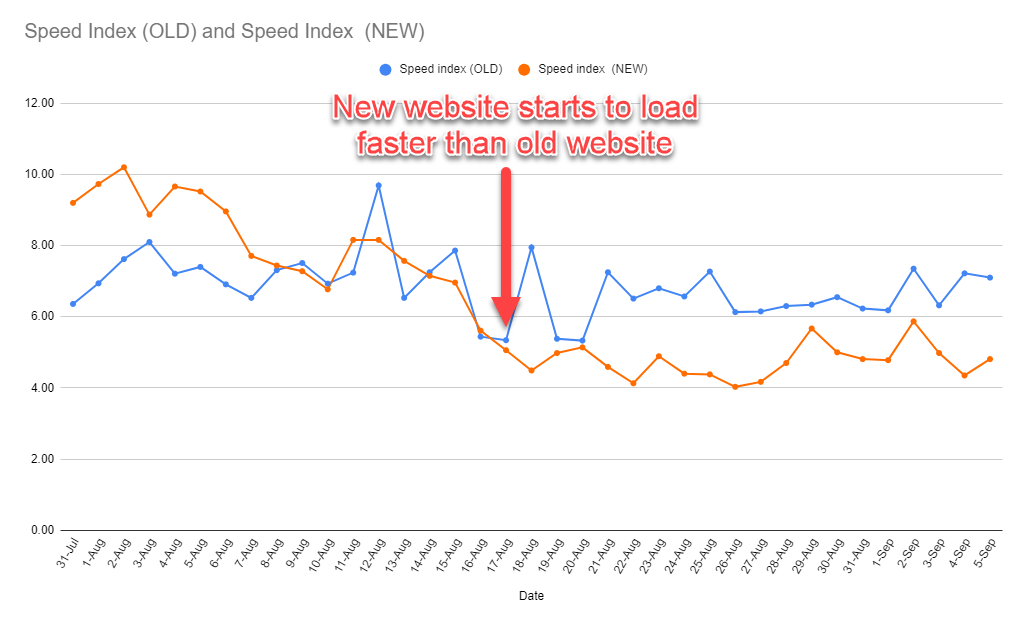 Speed Index (OLD) and Speed Index (NEW)
Speed index (OLD) Speed index (NEW)
New website starts to load
faster than old website
12.00
10.00
8.00
6.00
4.00
2.00
0.00
31-Jul
1-Aug
2-Aug
3-Aug
4-Aug
5-Aug
6-Aug
7-Aug
8-Aug
9-Aug
10-Aug
11-Aug
12-Aug
13-Aug
14-Aug
15-Aug
16-Aug
17-Aug
18-Aug
19-Aug
20-Aug
21-Aug
22-Aug
23-Aug
24-Aug
25-Aug
26-Aug
27-Aug
28-Aug
29-Aug
30-Aug
31-Aug
1-Sep
2-Sep
3-Sep
4-Sep
5-Sep
Date